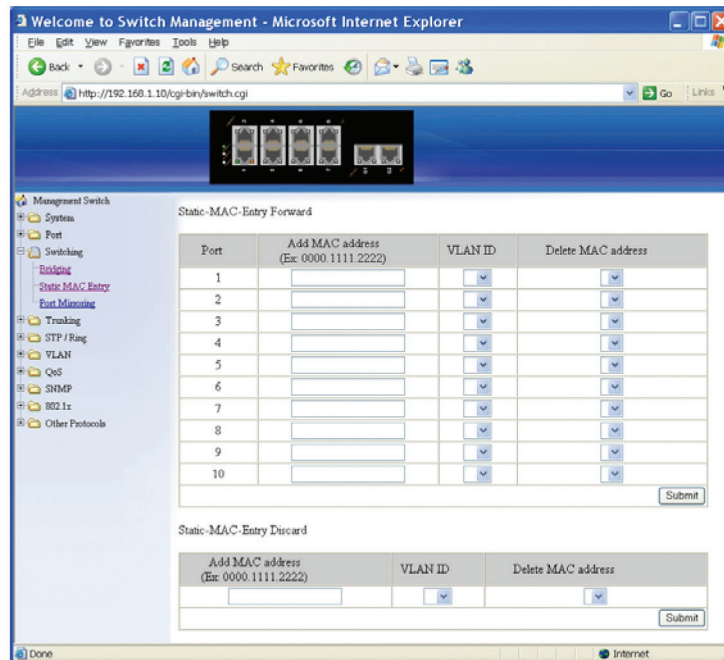 Welcome to Switch Management - Microsoft Internet Explorer
File Edit View Favorites Tools Help
Back Search Favorites
Address http://192.168.1.10/cgi-bin/switch.cgi Go Links
Management Switch
System
Port
Switching
Bridging
Static MAC Entry
Port Mirroring
Trunking
STP / Ring
VLAN
QoS
SNMP
802.1x
Other Protocols
Static-MAC-Entry Forward
Port Add MAC address (Ex: 0000.1111.2222) VLAN ID Delete MAC address
1
2
3
4
5
6
7
8
9
10
Submit
Static-MAC-Entry Discard
Add MAC address (Ex: 0000.1111.2222) VLAN ID Delete MAC address
Submit
Done Internet